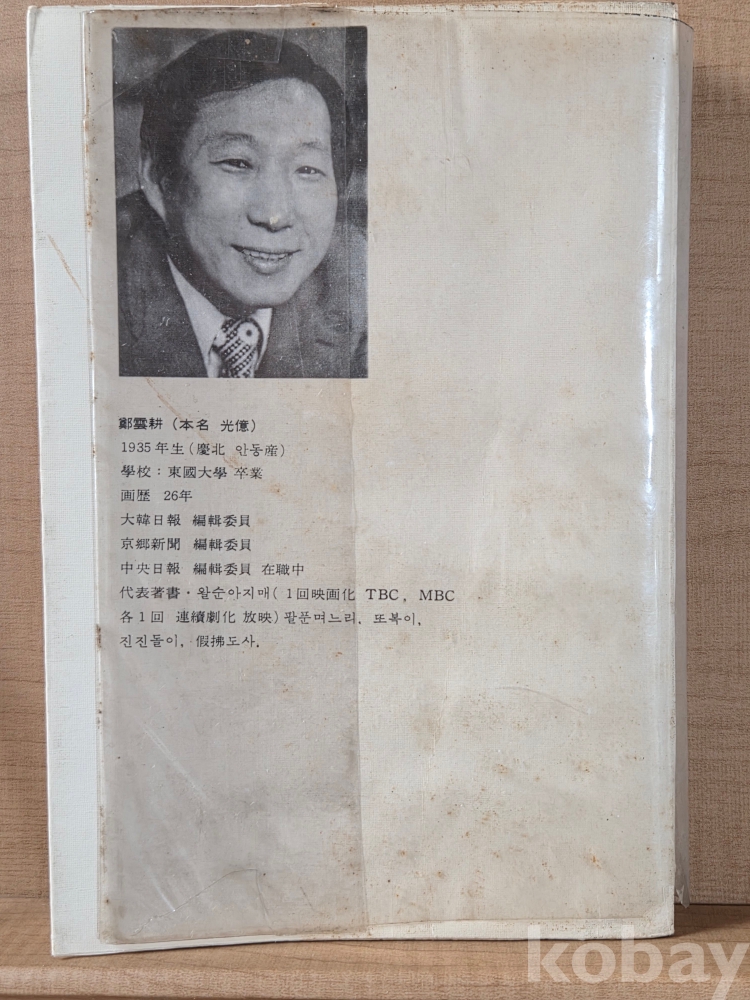 鄭雲耕 (本名 光億)
1935年生(慶北 안동産)
學校: 東國大學 卒業
画歴 26年
大韓日報 編輯委員
京郷新聞 編輯委員
中央日報 編輯委員 在職中
代表著書・왈순아지매( 1回映画化 TBC, MBC
各1回 連續劇化 放映) 팔푼며느리. 또복이,
진진돌이, 假拂도사.
kobay